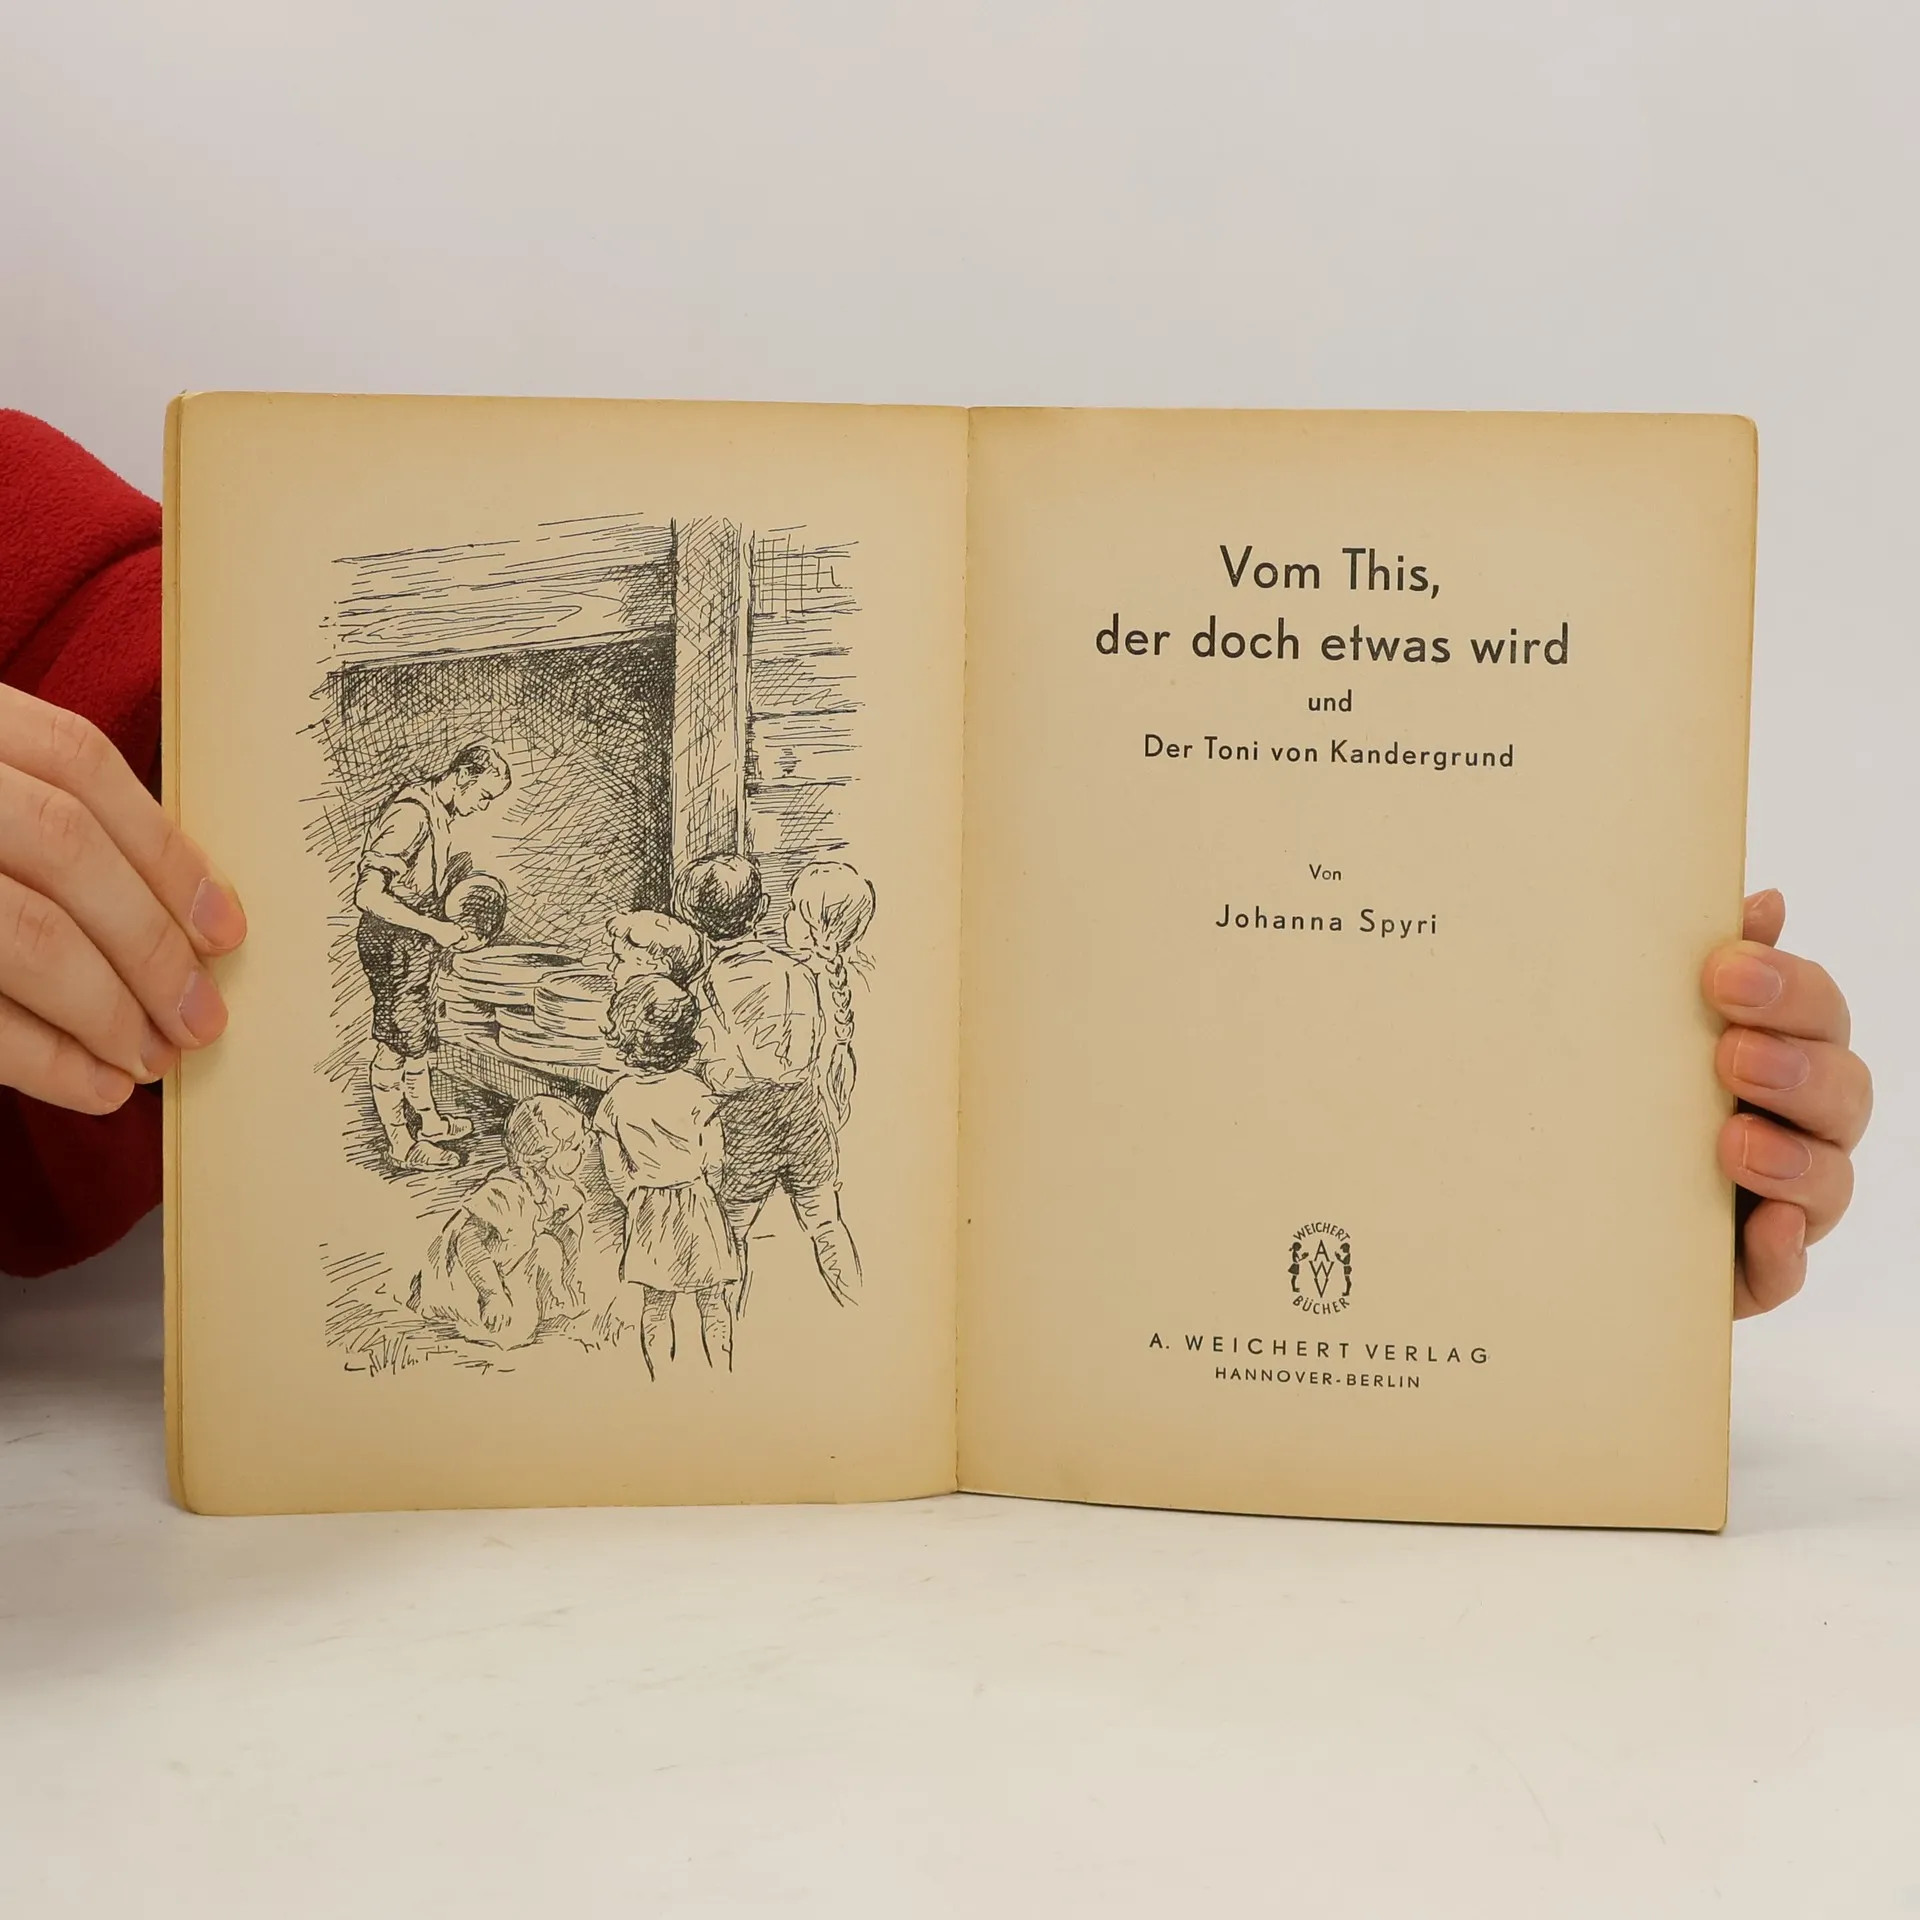 Vom This,
der doch etwas wird
und
Der Toni von Kandergrund
Von
Johanna Spyri
WEICHERT
AWV
BÜCHER
A. WEICHERT VERLAG
HANNOVER-BERLIN